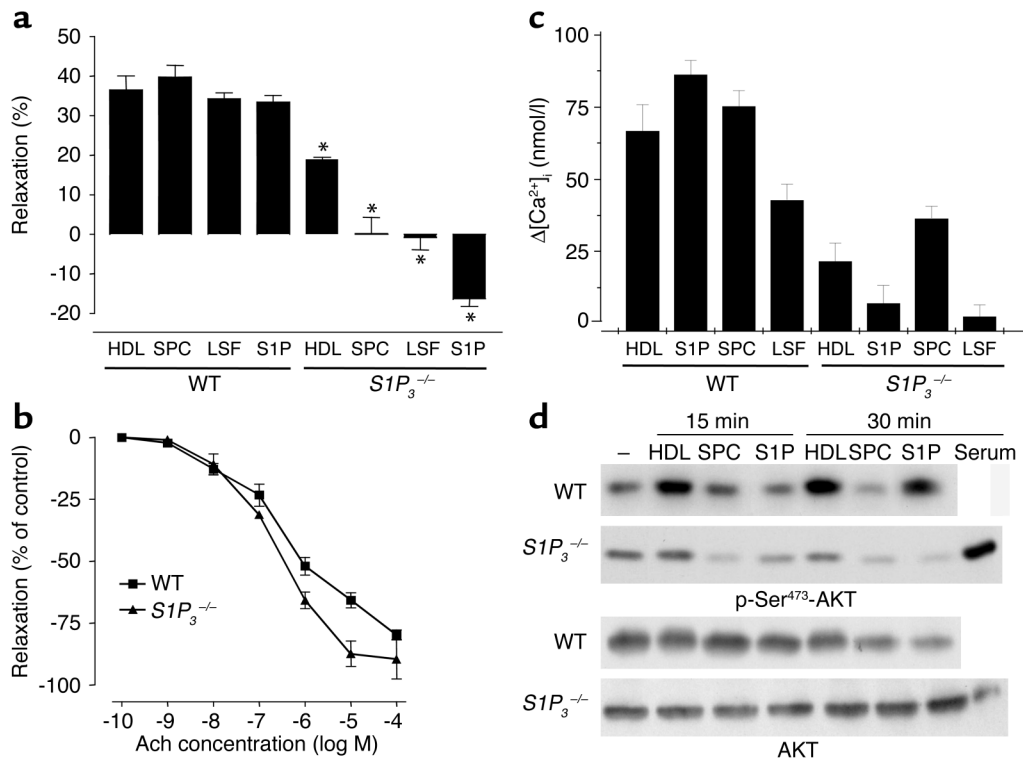 a
Relaxation (%)
50
40
30
20
10
0
-10
-20
*
*
*
*
HDL SPC LSF S1P HDL SPC LSF S1P
WT S1P₃⁻/⁻
c
Δ[Ca²⁺]ᵢ (nmol/l)
100
75
50
25
0
HDL S1P SPC LSF HDL S1P SPC LSF
WT S1P₃⁻/⁻
b
Relaxation (% of control)
0
-25
-50
-75
-100
WT
S1P₃⁻/⁻
-10 -9 -8 -7 -6 -5 -4
Ach concentration (log M)
d
15 min 30 min
– HDL SPC S1P HDL SPC S1P Serum
WT
S1P₃⁻/⁻
p-Ser⁴⁷³-AKT
WT
S1P₃⁻/⁻
AKT